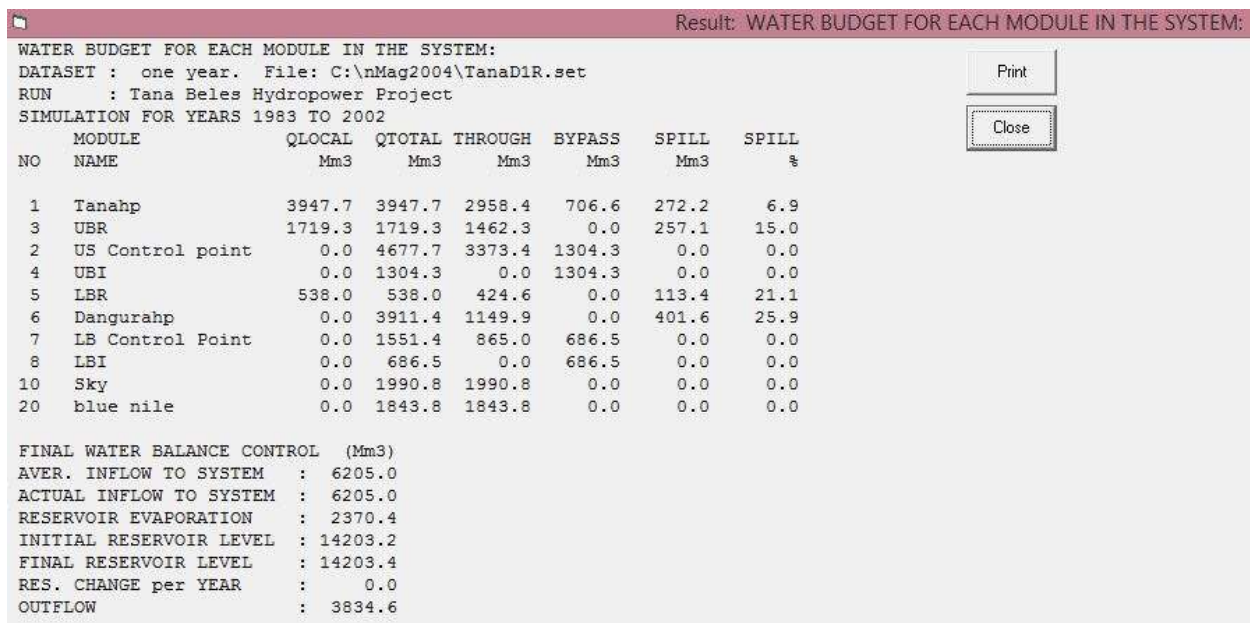 Result: WATER BUDGET FOR EACH MODULE IN THE SYSTEM:
WATER BUDGET FOR EACH MODULE IN THE SYSTEM:
DATASET : one year. File: C:\nMag2004\TanaD1R.set
RUN : Tana Beles Hydropower Project
SIMULATION FOR YEARS 1983 TO 2002
MODULE QLOCAL QTOTAL THROUGH BYPASS SPILL SPILL
NO NAME Mm3 Mm3 Mm3 Mm3 Mm3 %
1 Tanahp 3947.7 3947.7 2958.4 706.6 272.2 6.9
3 UBR 1719.3 1719.3 1462.3 0.0 257.1 15.0
2 US Control point 0.0 4677.7 3373.4 1304.3 0.0 0.0
4 UBI 0.0 1304.3 0.0 1304.3 0.0 0.0
5 LBR 538.0 538.0 424.6 0.0 113.4 21.1
6 Dangurahp 0.0 3911.4 1149.9 0.0 401.6 25.9
7 LB Control Point 0.0 1551.4 865.0 686.5 0.0 0.0
8 LBI 0.0 686.5 0.0 686.5 0.0 0.0
10 Sky 0.0 1990.8 1990.8 0.0 0.0 0.0
20 blue nile 0.0 1843.8 1843.8 0.0 0.0 0.0
FINAL WATER BALANCE CONTROL (Mm3)
AVER. INFLOW TO SYSTEM : 6205.0
ACTUAL INFLOW TO SYSTEM : 6205.0
RESERVOIR EVAPORATION : 2370.4
INITIAL RESERVOIR LEVEL : 14203.2
FINAL RESERVOIR LEVEL : 14203.4
RES. CHANGE per YEAR : 0.0
OUTFLOW : 3834.6
Print
Close